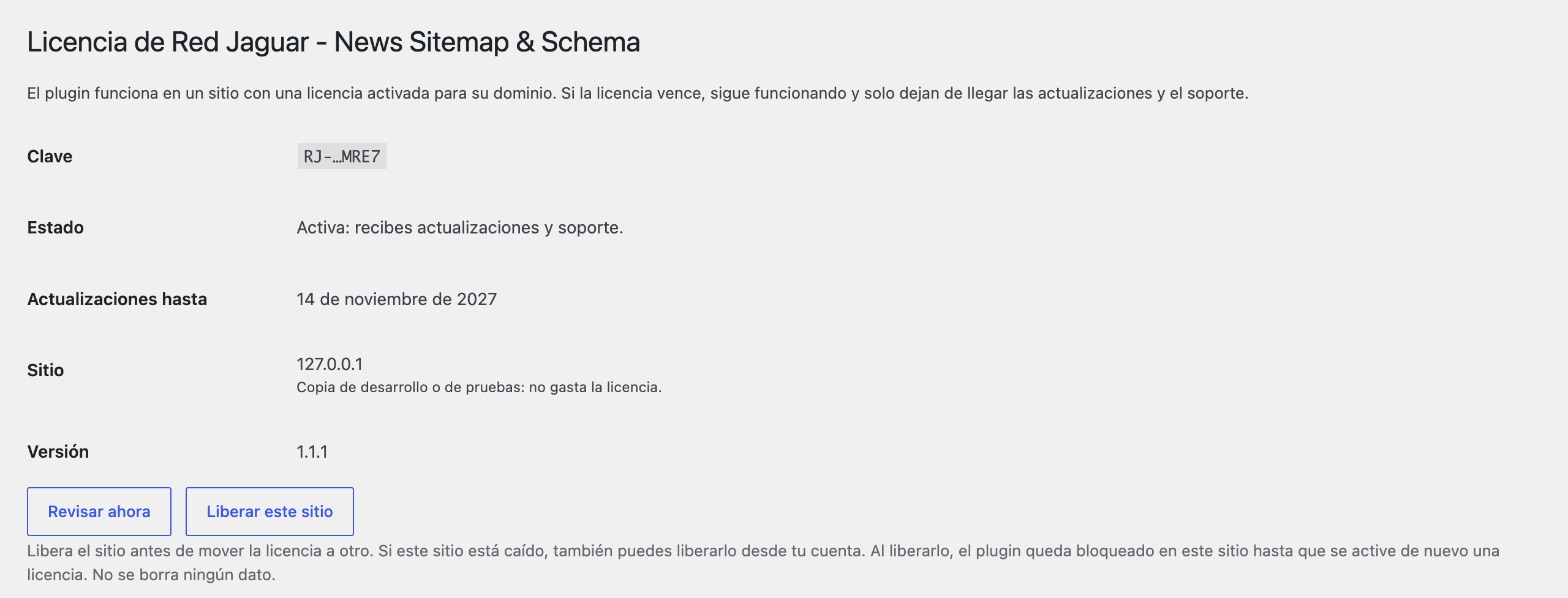 Licencia de Red Jaguar - News Sitemap & Schema
El plugin funciona en un sitio con una licencia activada para su dominio. Si la licencia vence, sigue funcionando y solo dejan de llegar las actualizaciones y el soporte.
Clave
RJ-…MRE7
Estado
Activa: recibes actualizaciones y soporte.
Actualizaciones hasta
14 de noviembre de 2027
Sitio
127.0.0.1
Copia de desarrollo o de pruebas: no gasta la licencia.
Versión
1.1.1
Revisar ahora
Liberar este sitio
Libera el sitio antes de mover la licencia a otro. Si este sitio está caído, también puedes liberarlo desde tu cuenta. Al liberarlo, el plugin queda bloqueado en este sitio hasta que se active de nuevo una
licencia. No se borra ningún dato.